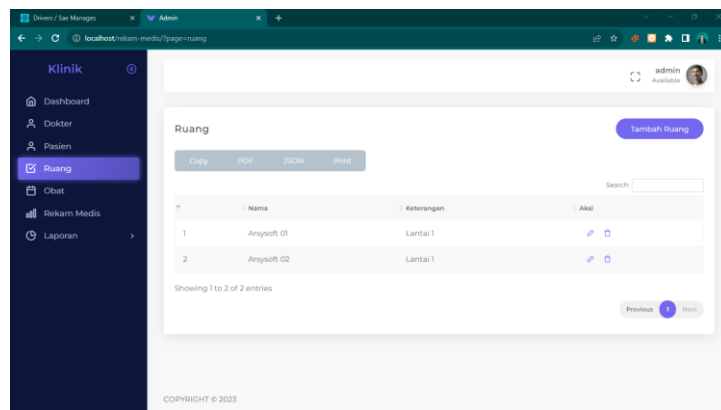 Drivers / Sae Manages
Admin
localhost/rekam-medis/?page=ruang
Klinik
admin
Available
Dashboard
Dokter
Pasien
Ruang
Obat
Rekam Medis
Laporan
Ruang
Tambah Ruang
Copy PDF JSON Print
Search:
Nama Keterangan Aksi
1 Arsysoft 01 Lantai 1
2 Arsysoft 02 Lantai 1
Showing 1 to 2 of 2 entries
Previous 1 Next
COPYRIGHT © 2023